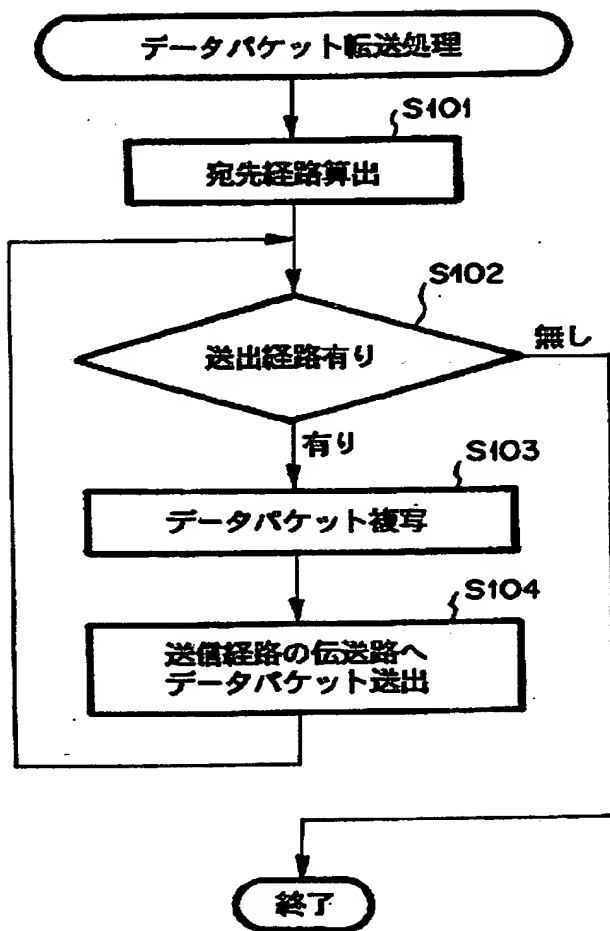 データパケット転送処理
S101
宛先経路算出
S102
送出経路有り
無し
有り
S103
データパケット複写
S104
送信経路の伝送路へ
データパケット送出
終了